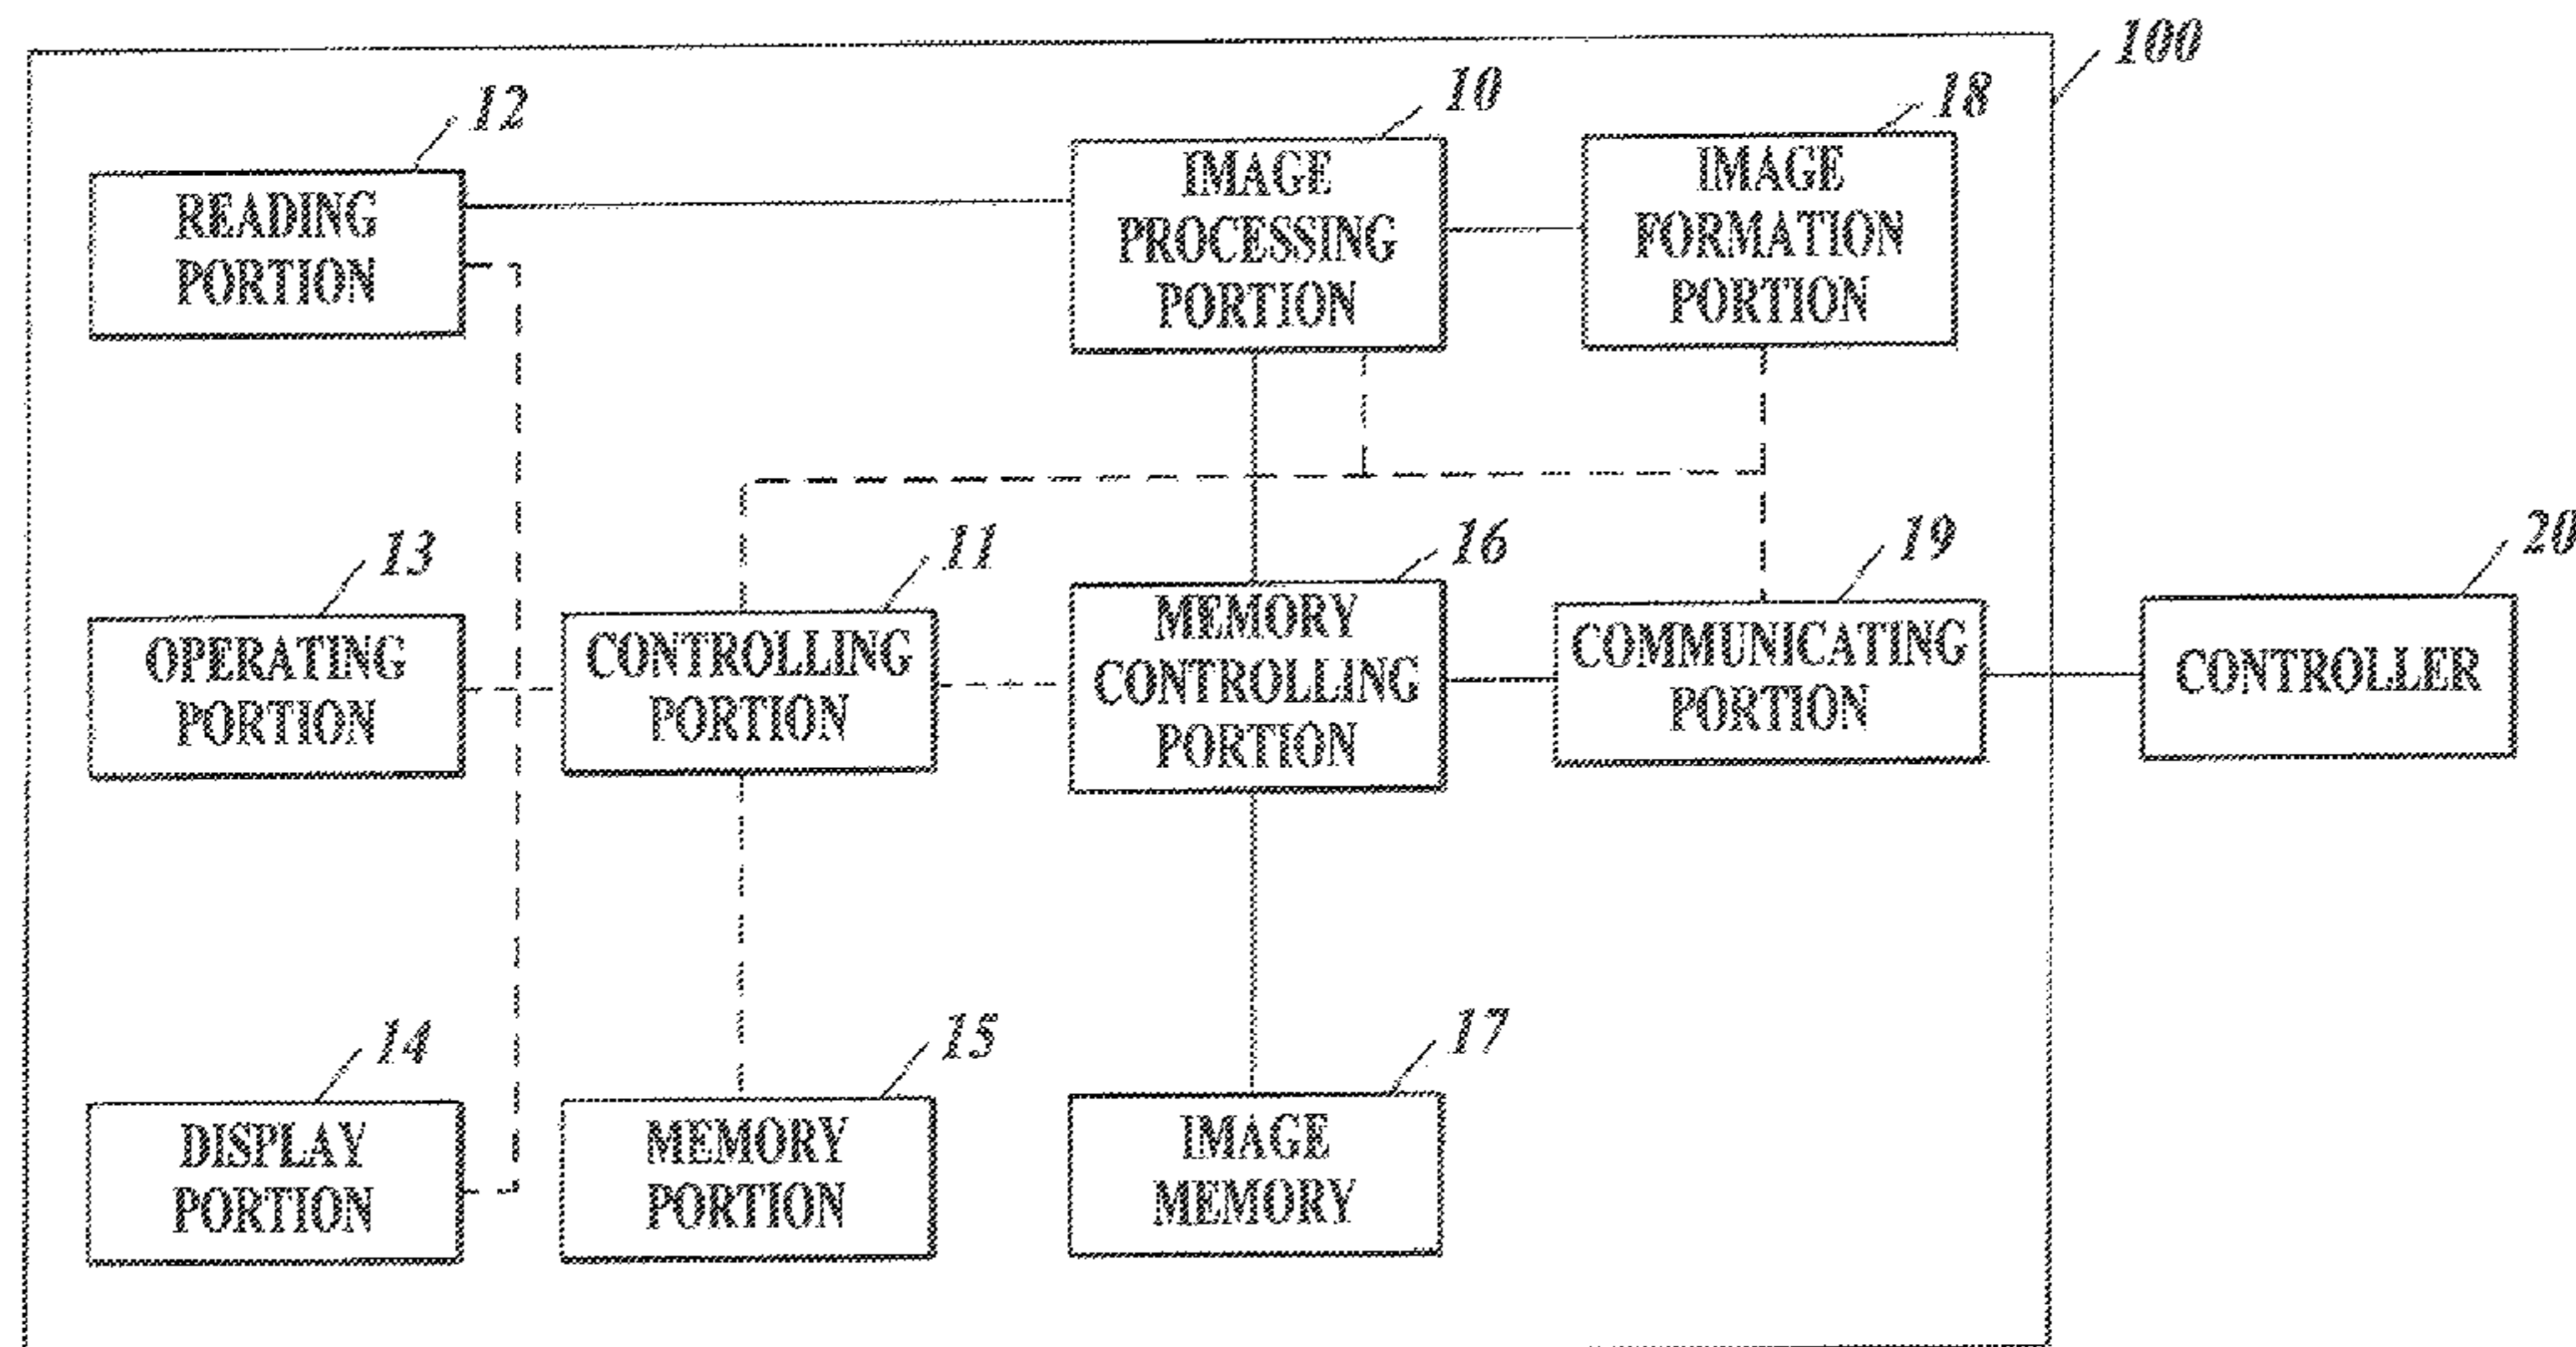 100
12
READING
PORTION
10
IMAGE
PROCESSING
PORTION
18
IMAGE
FORMATION
PORTION
13
OPERATING
PORTION
11
CONTROLLING
PORTION
16
MEMORY
CONTROLLING
PORTION
19
COMMUNICATING
PORTION
20
CONTROLLER
14
DISPLAY
PORTION
15
MEMORY
PORTION
17
IMAGE
MEMORY